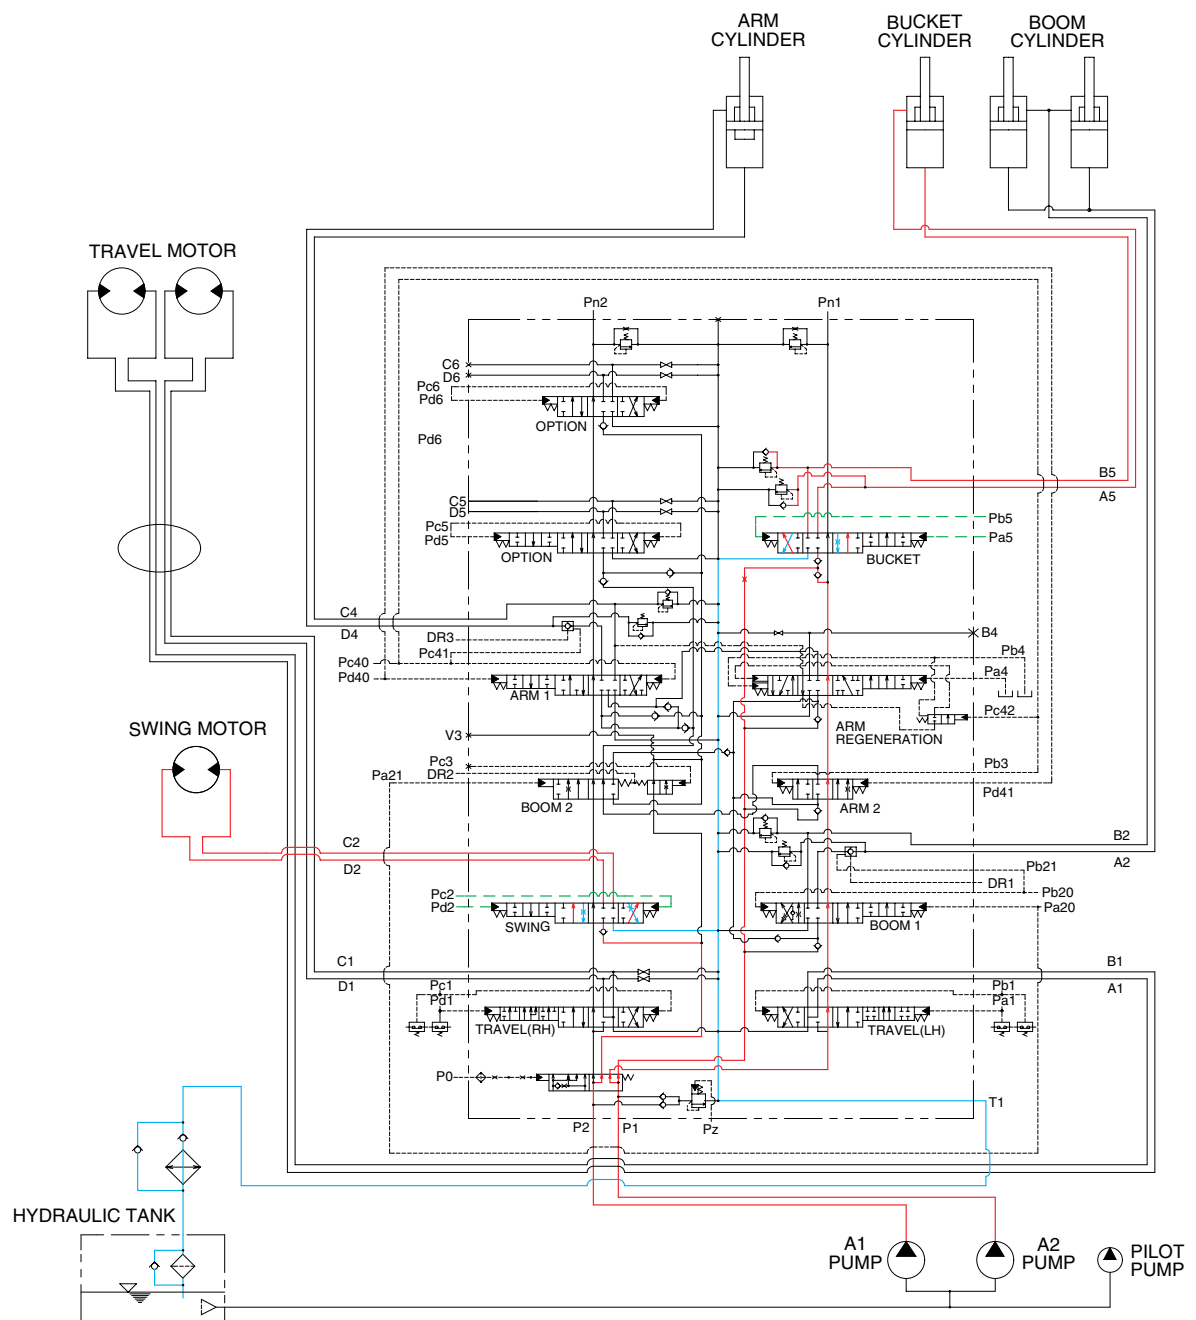 ARM
CYLINDER
BUCKET
CYLINDER
BOOM
CYLINDER
TRAVEL MOTOR
Pn2
Pn1
C6
D6
Pc6
Pd6
OPTION
Pd6
B5
A5
C5
D5
Pb5
Pc5
Pd5
Pa5
OPTION
BUCKET
C4
D4
B4
DR3
Pc41
Pb4
Pc40
Pd40
Pa4
ARM 1
Pc42
ARM
REGENERATION
SWING MOTOR
V3
Pc3
DR2
Pb3
Pa21
Pd41
BOOM 2
ARM 2
C2
D2
B2
A2
Pb21
DR1
Pc2
Pd2
Pb20
Pa20
SWING
BOOM 1
C1
D1
B1
A1
Pc1
Pd1
Pb1
Pa1
TRAVEL(RH)
TRAVEL(LH)
P0
T1
P2
P1
Pz
HYDRAULIC TANK
A1
PUMP
A2
PUMP
PILOT
PUMP